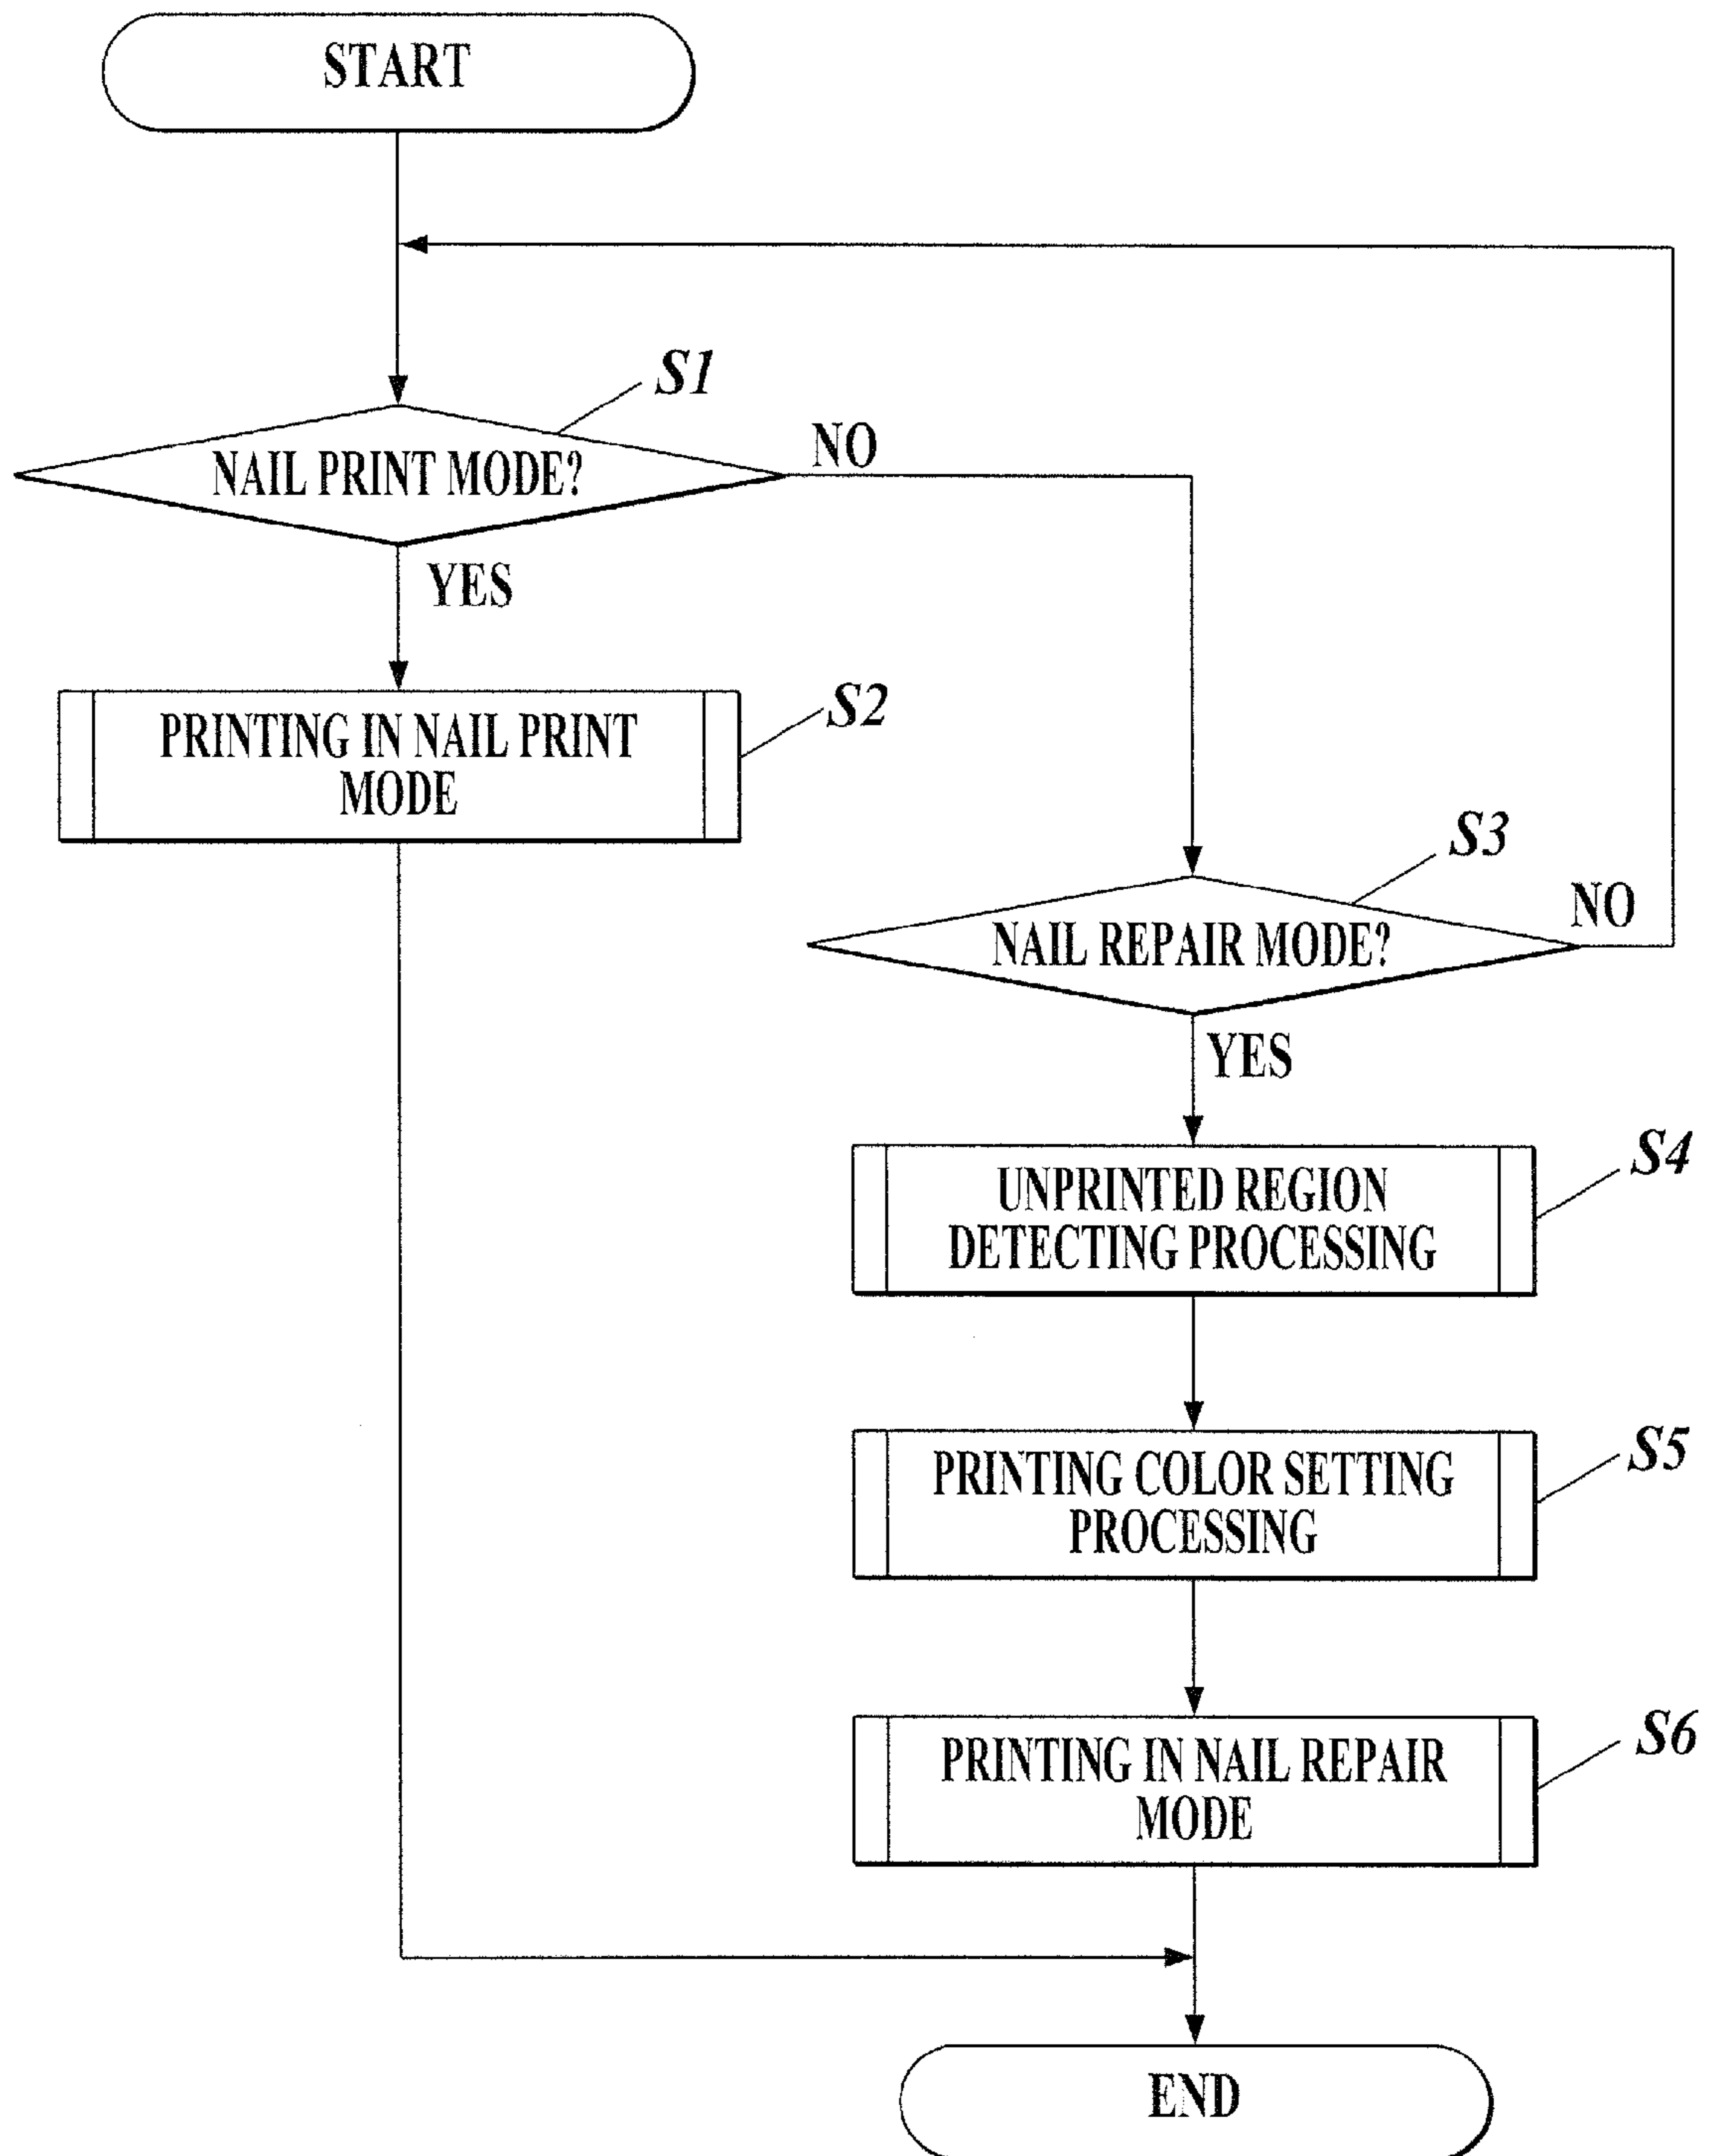 START
S1
NAIL PRINT MODE?
NO
YES
S2
PRINTING IN NAIL PRINT
MODE
S3
NAIL REPAIR MODE?
NO
YES
S4
UNPRINTED REGION
DETECTING PROCESSING
S5
PRINTING COLOR SETTING
PROCESSING
S6
PRINTING IN NAIL REPAIR
MODE
END